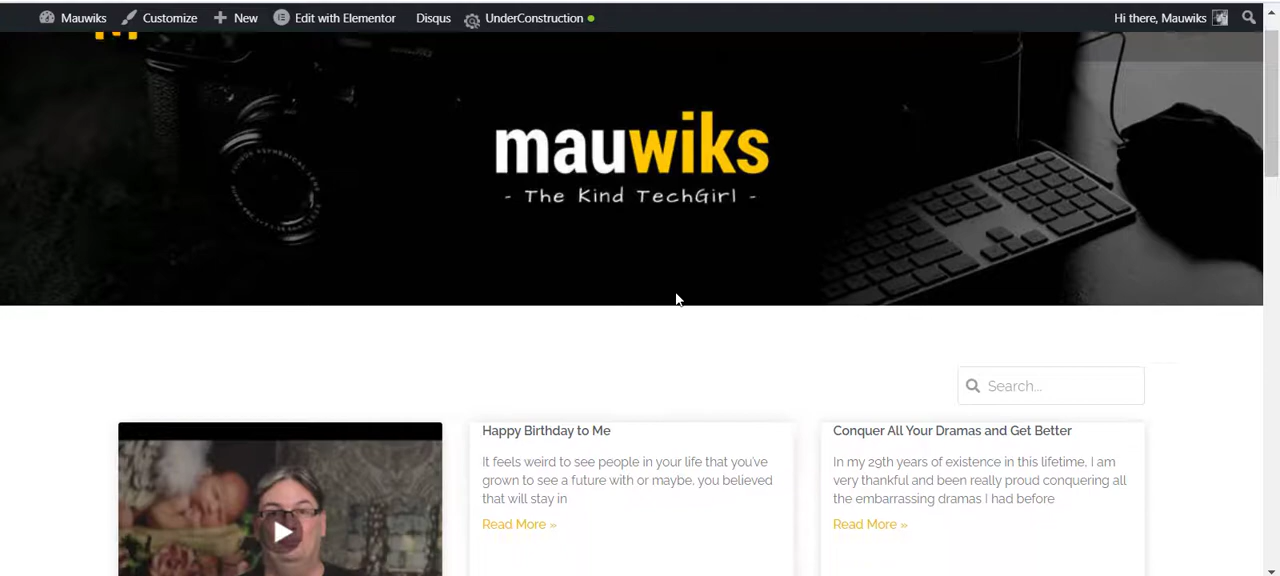 Mauwiks Customize New Edit with Elementor Disqus UnderConstruction Hi there, Mauwiks
mauwiks
- The Kind TechGirl -
Search...
Happy Birthday to Me
It feels weird to see people in your life that you've
grown to see a future with or maybe, you believed
that will stay in
Read More »
Conquer All Your Dramas and Get Better
In my 29th years of existence in this lifetime, I am
very thankful and been really proud conquering all
the embarrassing dramas I had before
Read More »